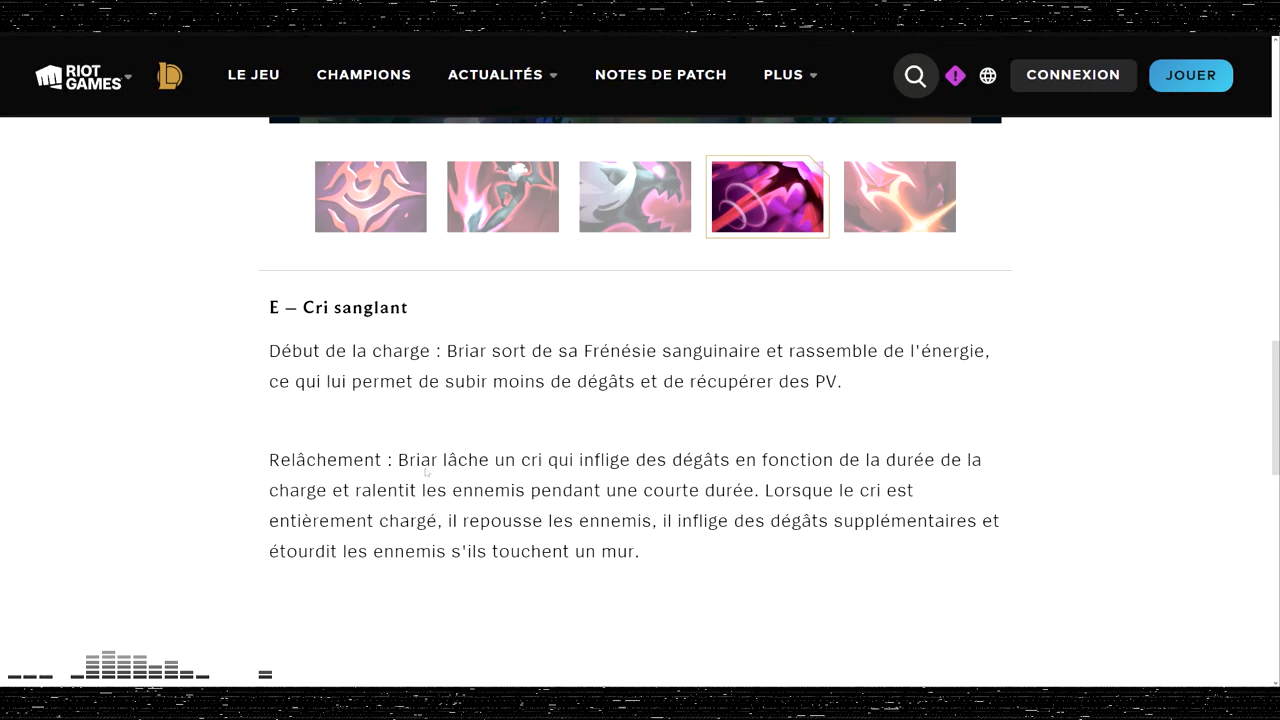 RIOT GAMES LE JEU CHAMPIONS ACTUALITÉS NOTES DE PATCH PLUS CONNEXION JOUER
E – Cri sanglant
Début de la charge : Briar sort de sa Frénésie sanguinaire et rassemble de l'énergie,
ce qui lui permet de subir moins de dégâts et de récupérer des PV.
Relâchement : Briar lâche un cri qui inflige des dégâts en fonction de la durée de la
charge et ralentit les ennemis pendant une courte durée. Lorsque le cri est
entièrement chargé, il repousse les ennemis, il inflige des dégâts supplémentaires et
étourdit les ennemis s'ils touchent un mur.